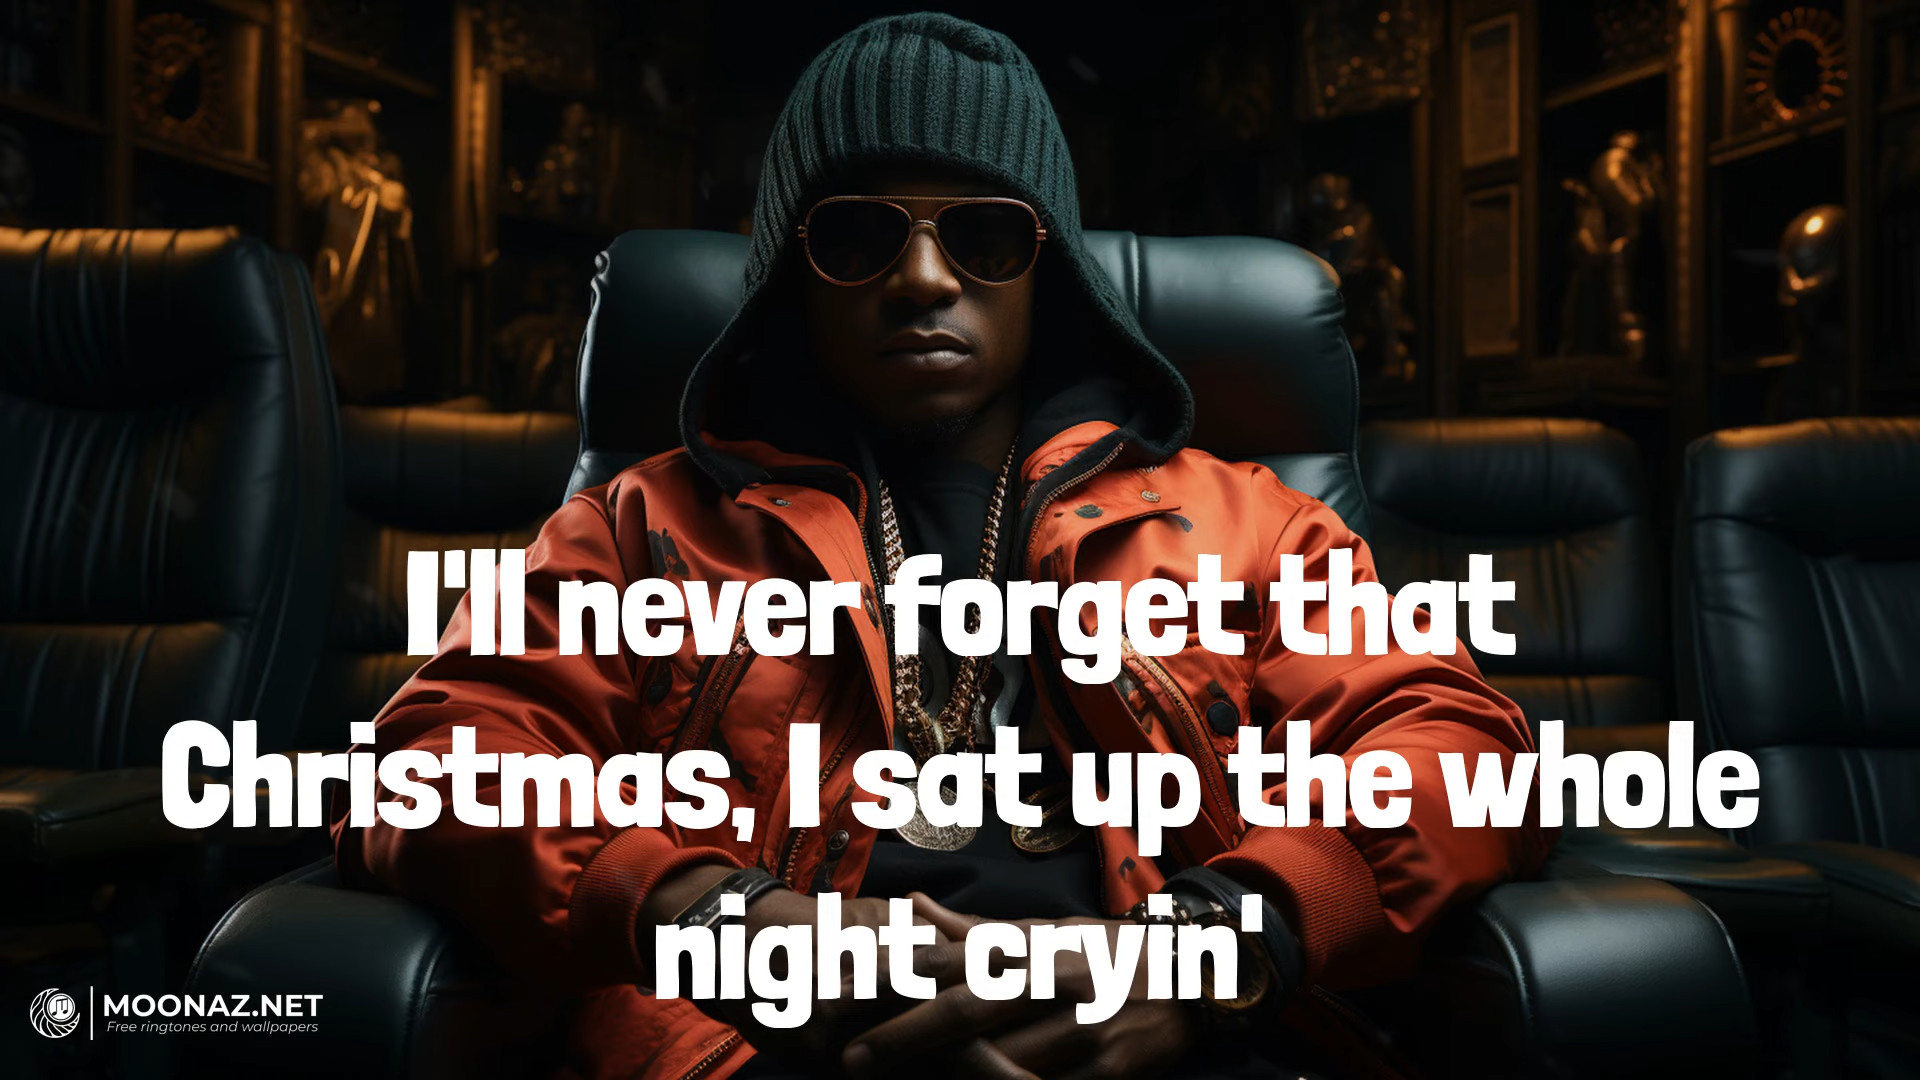 I'll never forget that
Christmas, I sat up the whole
night cryin'
MOONAZ.NET
Free ringtones and wallpapers